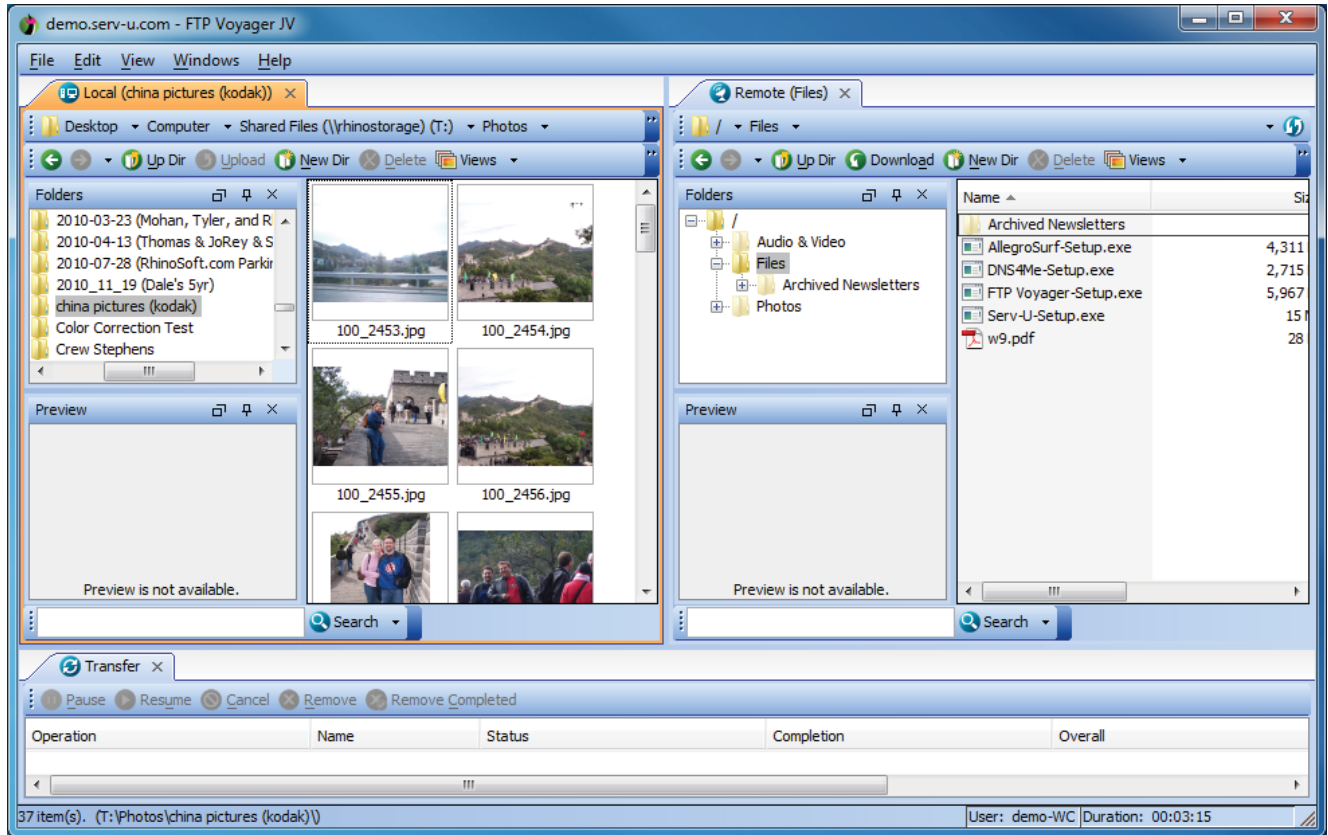 demo.serv-u.com - FTP Voyager JV
File Edit View Windows Help
Local (china pictures (kodak))
Desktop Computer Shared Files (\\rhinostorage) (T:) Photos
Up Dir Upload New Dir Delete Views
Folders
2010-03-23 (Mohan, Tyler, and R
2010-04-13 (Thomas & JoRey & S
2010-07-28 (RhinoSoft.com Parkir
2010_11_19 (Dale's 5yr)
china pictures (kodak)
Color Correction Test
Crew Stephens
Preview
Preview is not available.
100_2453.jpg 100_2454.jpg
100_2455.jpg 100_2456.jpg
Search
Remote (Files)
/ Files
Up Dir Download New Dir Delete Views
Folders
/
Audio & Video
Files
Archived Newsletters
Photos
Preview
Preview is not available.
Name Siz
Archived Newsletters
AllegroSurf-Setup.exe 4,311
DNS4Me-Setup.exe 2,715
FTP Voyager-Setup.exe 5,967
Serv-U-Setup.exe 15
w9.pdf 28
Search
Transfer
Pause Resume Cancel Remove Remove Completed
Operation Name Status Completion Overall
37 item(s). (T:\Photos\china pictures (kodak)\) User: demo-WC Duration: 00:03:15